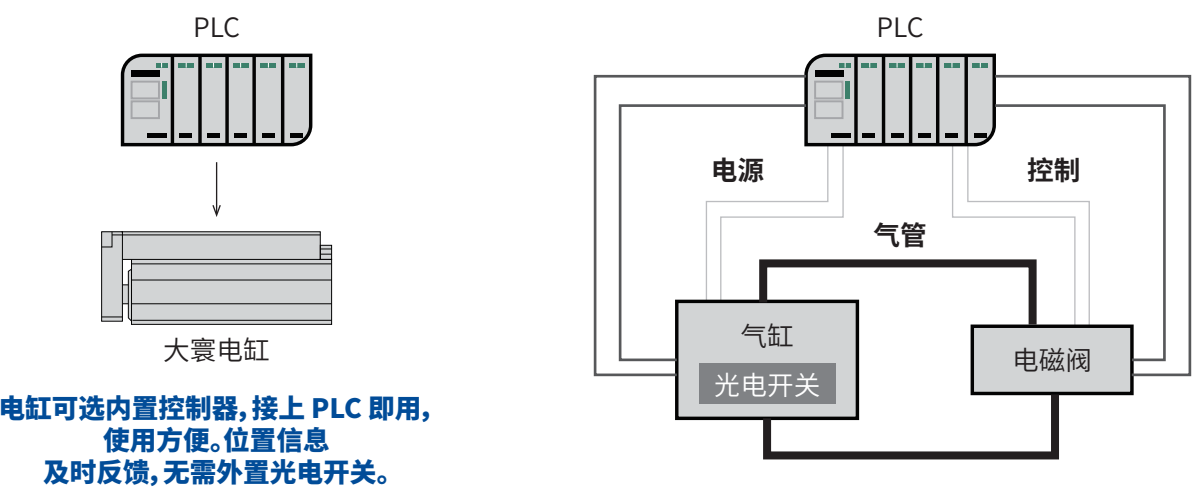 PLC
大寰电缸
电缸可选内置控制器，接上 PLC 即用，
使用方便。位置信息
及时反馈，无需外置光电开关。
PLC
电源
控制
气管
气缸
光电开关
电磁阀